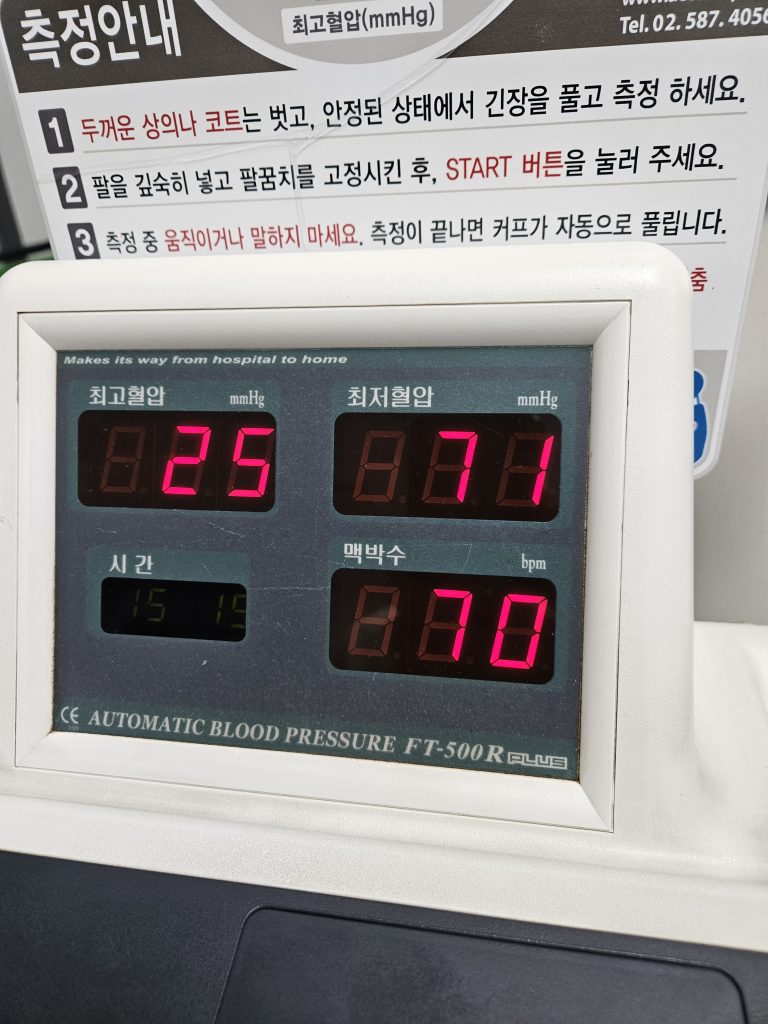 측정안내
최고혈압(mmHg)
Tel. 02. 587. 4056
1 두꺼운 상의나 코트는 벗고, 안정된 상태에서 긴장을 풀고 측정 하세요.
2 팔을 깊숙히 넣고 팔꿈치를 고정시킨 후, START 버튼을 눌러 주세요.
3 측정 중 움직이거나 말하지 마세요. 측정이 끝나면 커프가 자동으로 풀립니다.
춤
Makes its way from hospital to home
최고혈압 mmHg
최저혈압 mmHg
25
71
시간
맥박수 bpm
15 15
70
CE AUTOMATIC BLOOD PRESSURE FT-500R PLUS